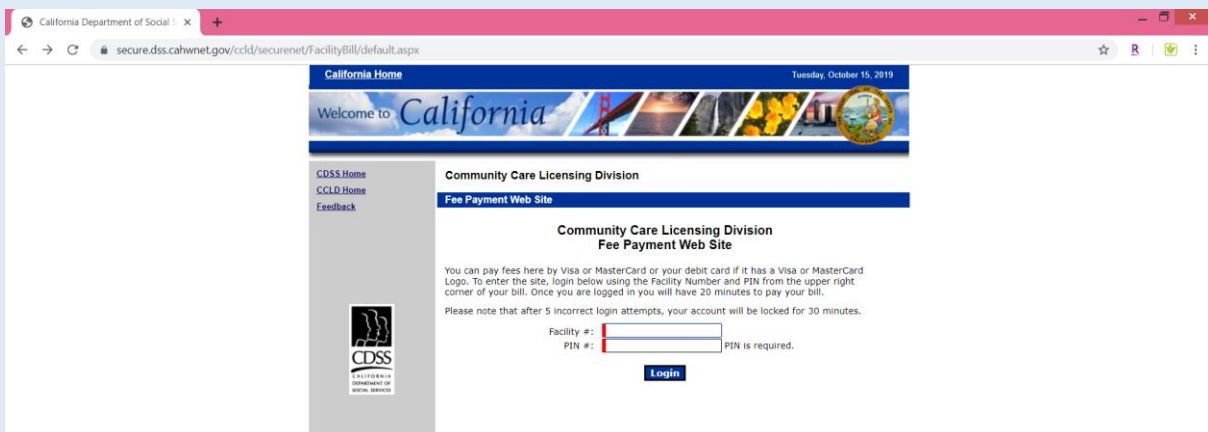 California Department of Social S
secure.dss.cahwnet.gov/ccld/securenet/FacilityBill/default.aspx
R
California Home
Tuesday, October 15, 2019
Welcome to California
CDSS Home
CCLD Home
Feedback
Community Care Licensing Division
Fee Payment Web Site
Community Care Licensing Division
Fee Payment Web Site
You can pay fees here by Visa or MasterCard or your debit card if it has a Visa or MasterCard
Logo. To enter the site, login below using the Facility Number and PIN from the upper right
corner of your bill. Once you are logged in you will have 20 minutes to pay your bill.
Please note that after 5 incorrect login attempts, your account will be locked for 30 minutes.
Facility #:
PIN #: PIN is required.
Login
CDSS
CALIFORNIA
DEPARTMENT OF
SOCIAL SERVICES